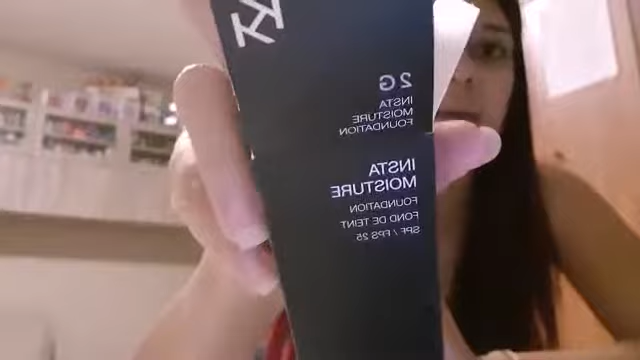 2G
INSTA
MOISTURE
FOUNDATION
INSTA
MOISTURE
FOUNDATION
FOND DE TEINT
SPF / FPS 25